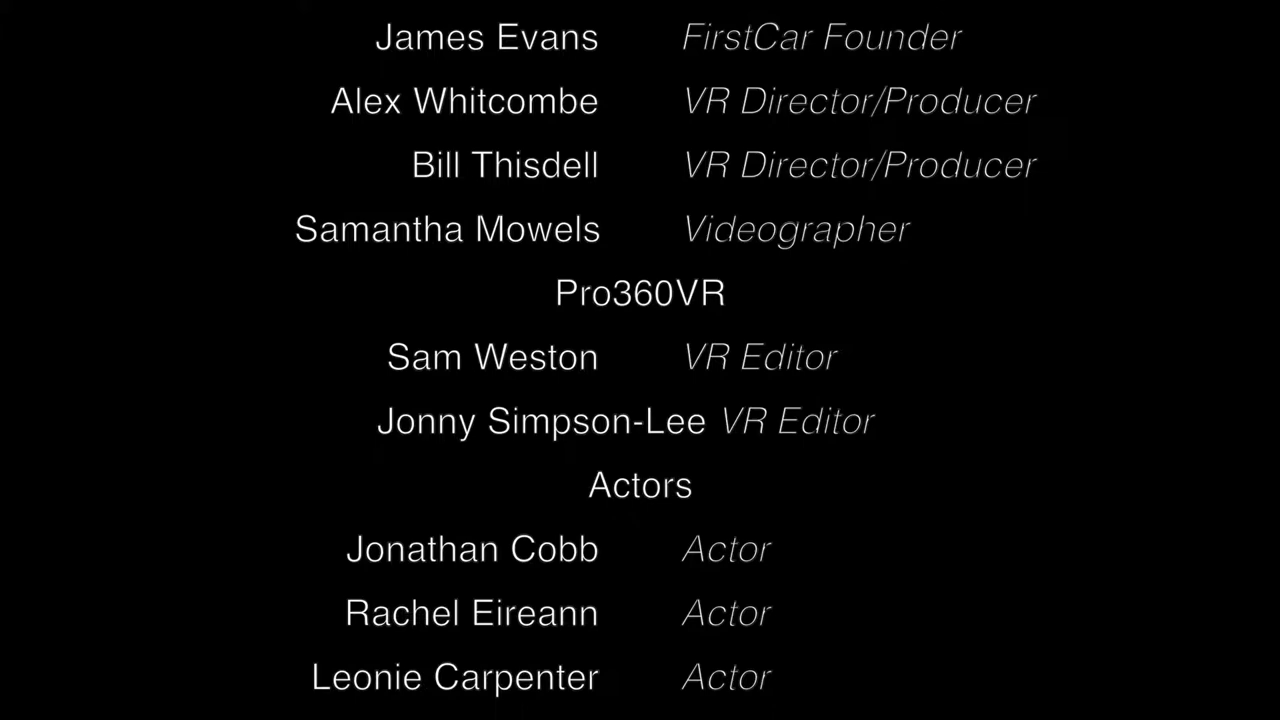 James Evans FirstCar Founder
Alex Whitcombe VR Director/Producer
Bill Thisdell VR Director/Producer
Samantha Mowels Videographer
Pro360VR
Sam Weston VR Editor
Jonny Simpson-Lee VR Editor
Actors
Jonathan Cobb Actor
Rachel Eireann Actor
Leonie Carpenter Actor